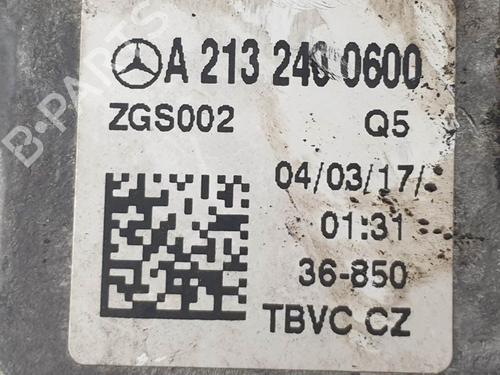 A 213 240 0600
ZGS002 Q5
04/03/17/
01:31
36-850
TBVC CZ
B-PARTS